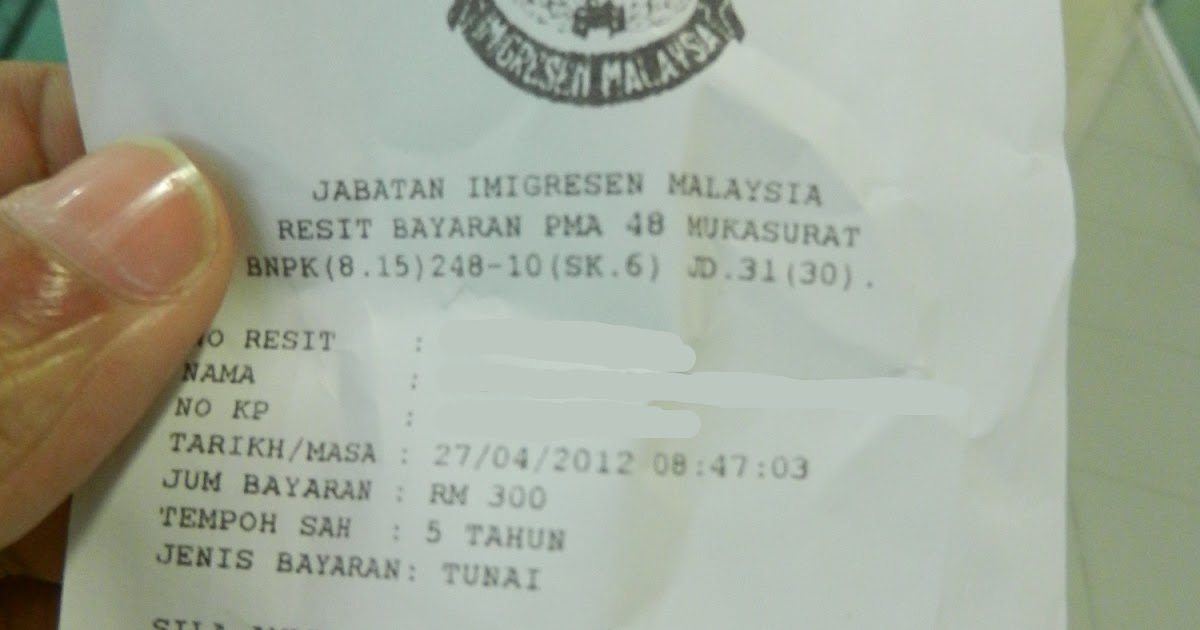 IMIGRESEN MALAYSIA
JABATAN IMIGRESEN MALAYSIA
RESIT BAYARAN PMA 48 MUKASURAT
BNPK(8.15)248-10(SK.6) JD.31(30).
NO RESIT :
NAMA :
NO KP :
TARIKH/MASA : 27/04/2012 08:47:03
JUM BAYARAN : RM 300
TEMPOH SAH : 5 TAHUN
JENIS BAYARAN: TUNAI
SILA